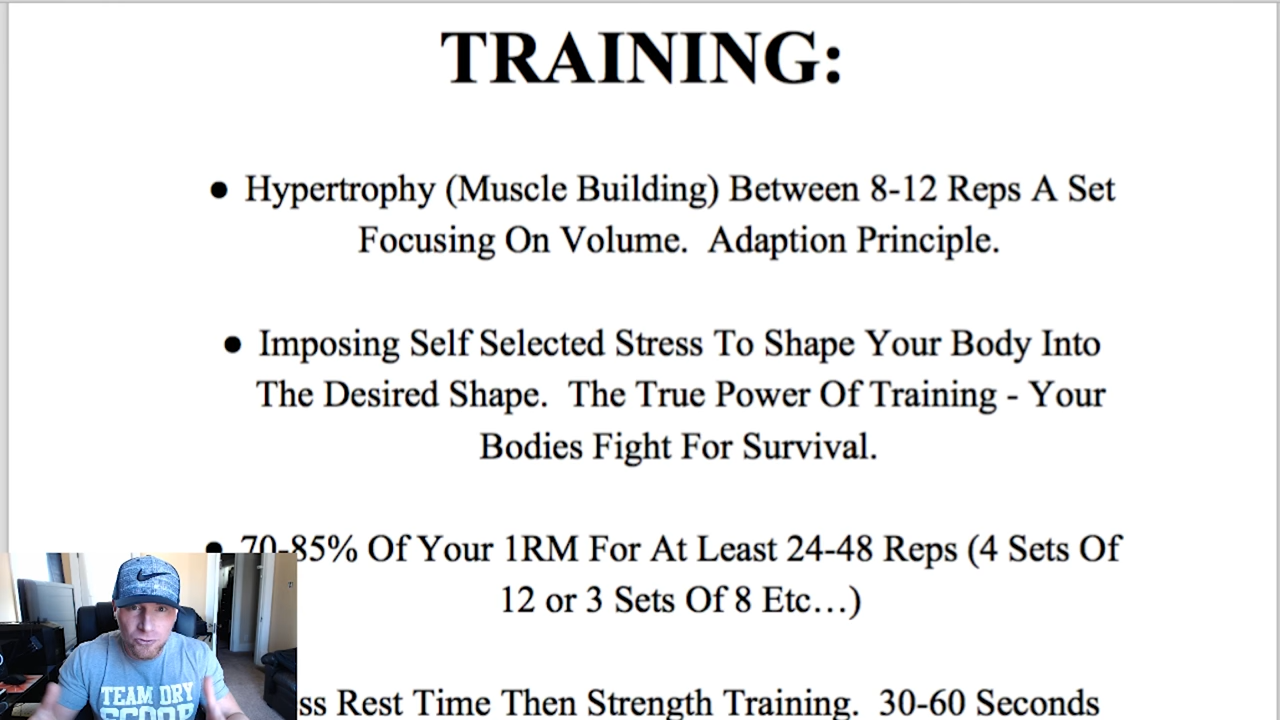 TRAINING:
● Hypertrophy (Muscle Building) Between 8-12 Reps A Set
Focusing On Volume.  Adaption Principle.
● Imposing Self Selected Stress To Shape Your Body Into
The Desired Shape.  The True Power Of Training - Your
Bodies Fight For Survival.
● 70-85% Of Your 1RM For At Least 24-48 Reps (4 Sets Of
12 or 3 Sets Of 8 Etc…)
Rest Time Then Strength Training.  30-60 Seconds
TEAM DRY
SCOOP